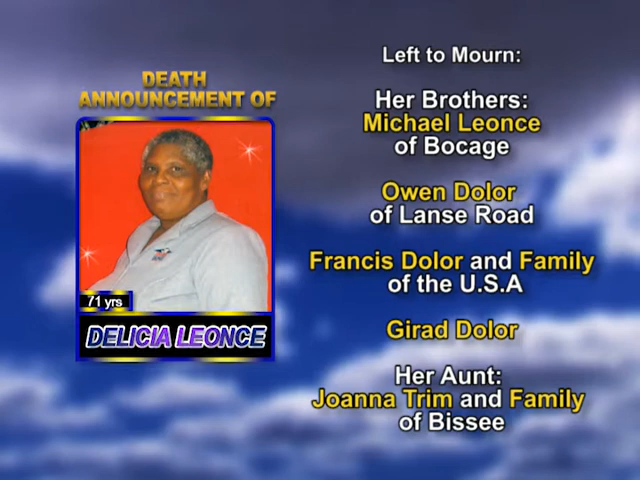 DEATH
ANNOUNCEMENT OF
71 yrs
DELICIA LEONCE
Left to Mourn:
Her Brothers:
Michael Leonce
of Bocage
Owen Dolor
of Lanse Road
Francis Dolor and Family
of the U.S.A
Girad Dolor
Her Aunt:
Joanna Trim and Family
of Bissee